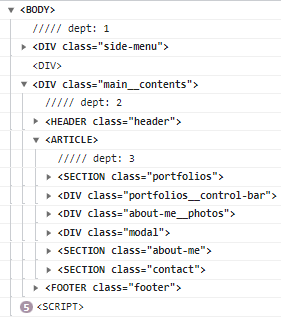 <BODY>
///// dept: 1
<DIV class="side-menu">
<DIV>
<DIV class="main__contents">
///// dept: 2
<HEADER class="header">
<ARTICLE>
///// dept: 3
<SECTION class="portfolios">
<DIV class="portfolios__control-bar">
<DIV class="about-me__photos">
<DIV class="modal">
<SECTION class="about-me">
<SECTION class="contact">
<FOOTER class="footer">
5 <SCRIPT>